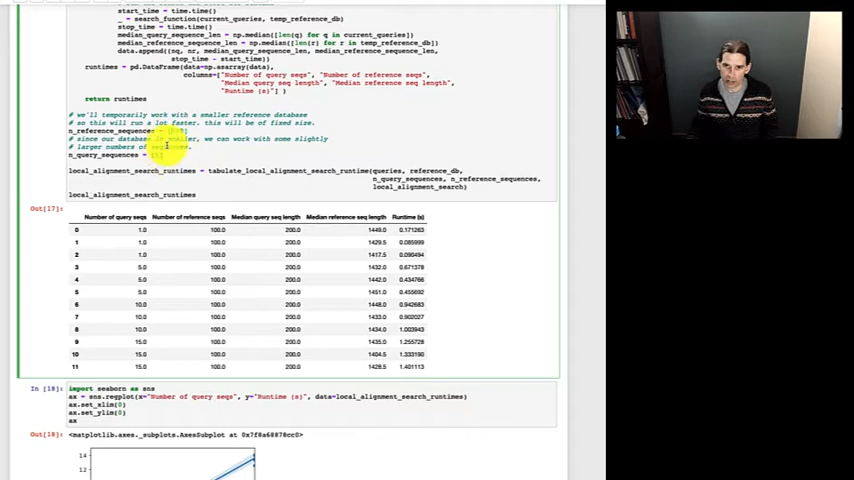 start_time = time.time()
_ = search_function(current_queries, temp_reference_db)
stop_time = time.time()
median_query_sequence_len = np.median([len(q) for q in current_queries])
median_reference_sequence_len = np.median([len(r) for r in temp_reference_db])
data.append((nq, nr, median_query_sequence_len, median_reference_sequence_len,
stop_time - start_time))
runtimes = pd.DataFrame(data=np.asarray(data),
columns=["Number of query seqs", "Number of reference seqs",
"Median query seq length", "Median reference seq length",
"Runtime (s)"] )
return runtimes
# we'll temporarily work with a smaller reference database
# so this will run a lot faster. this will be of fixed size.
n_reference_sequences =
# since our database is smaller, we can work with some slightly
# larger numbers of sequences.
n_query_sequences =
local_alignment_search_runtimes = tabulate_local_alignment_search_runtime(queries, reference_db,
n_query_sequences, n_reference_sequences,
local_alignment_search)
local_alignment_search_runtimes
Out[17]:
Number of query seqs Number of reference seqs Median query seq length Median reference seq length Runtime (s)
0 1.0 100.0 200.0 1449.0 0.171263
1 1.0 100.0 200.0 1429.5 0.085999
2 1.0 100.0 200.0 1417.5 0.090494
3 5.0 100.0 200.0 1432.0 0.671378
4 5.0 100.0 200.0 1442.0 0.434766
5 5.0 100.0 200.0 1451.0 0.455692
6 10.0 100.0 200.0 1448.0 0.942683
7 10.0 100.0 200.0 1433.0 0.902027
8 10.0 100.0 200.0 1434.0 1.003943
9 15.0 100.0 200.0 1435.0 1.255728
10 15.0 100.0 200.0 1404.5 1.333190
11 15.0 100.0 200.0 1428.5 1.401113
In [18]: import seaborn as sns
ax = sns.regplot(x="Number of query seqs", y="Runtime (s)", data=local_alignment_search_runtimes)
ax.set_xlim(0)
ax.set_ylim(0)
ax
Out[18]: <matplotlib.axes._subplots.AxesSubplot at 0x7f8a68878cc0>
1.4
1.2